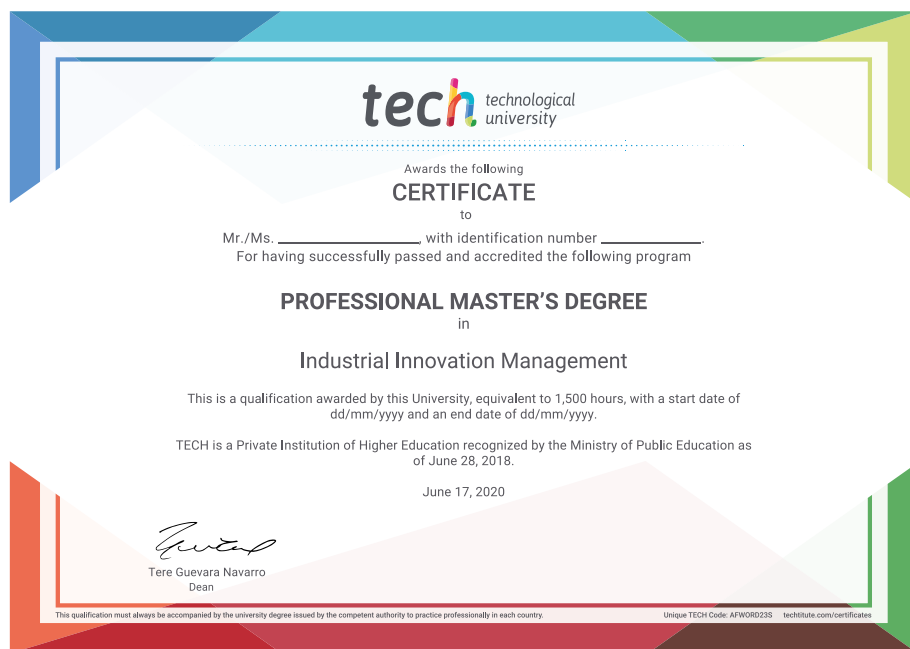 tech technological
university
Awards the following
CERTIFICATE
to
Mr./Ms. ____________________, with identification number ______________.
For having successfully passed and accredited the following program
PROFESSIONAL MASTER'S DEGREE
in
Industrial Innovation Management
This is a qualification awarded by this University, equivalent to 1,500 hours, with a start date of
dd/mm/yyyy and an end date of dd/mm/yyyy.
TECH is a Private Institution of Higher Education recognized by the Ministry of Public Education as
of June 28, 2018.
June 17, 2020
Tere Guevara Navarro
Dean
This qualification must always be accompanied by the university degree issued by the competent authority to practice professionally in each country. Unique TECH Code: AFWORD23S techtitute.com/certificates